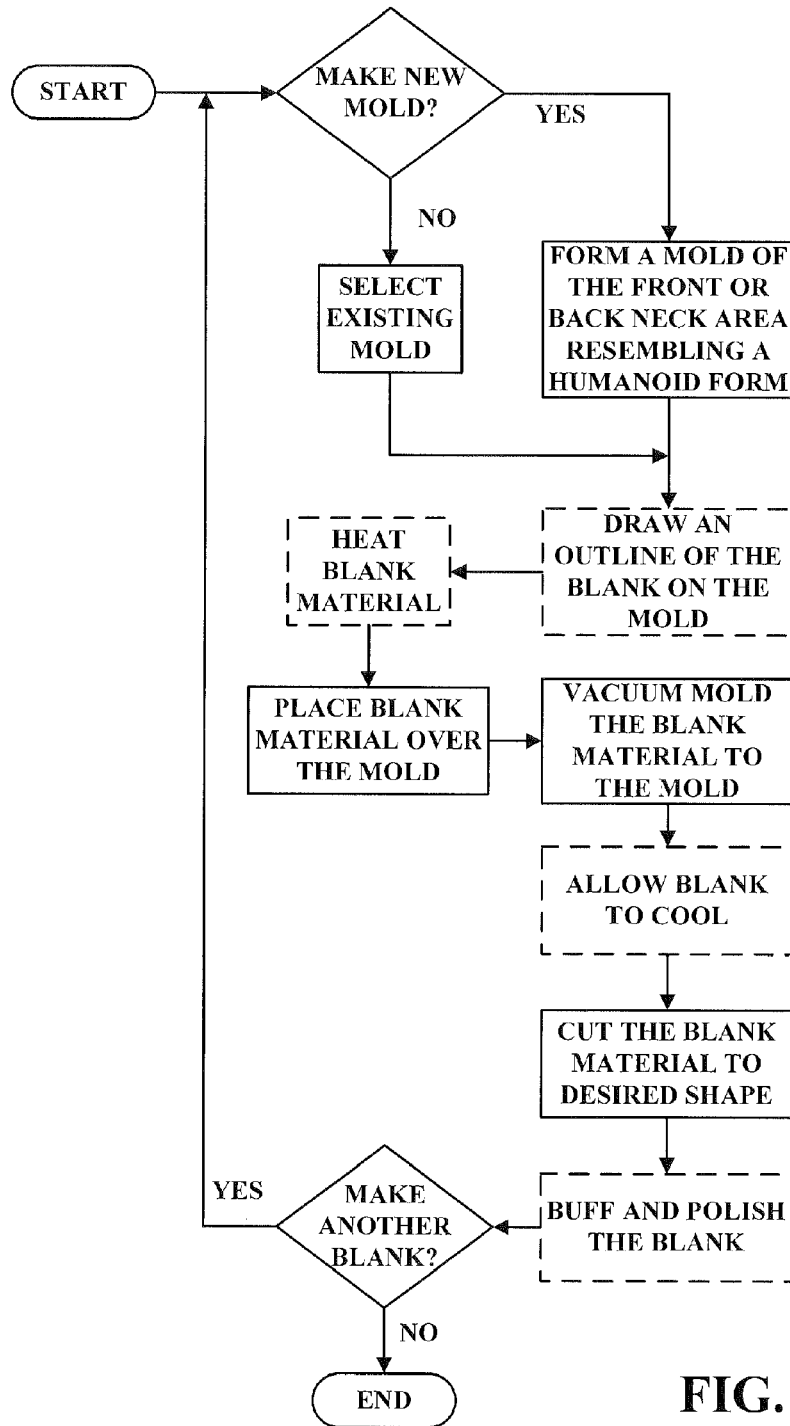 START
MAKE NEW
MOLD?
YES
NO
SELECT
EXISTING
MOLD
FORM A MOLD OF
THE FRONT OR
BACK NECK AREA
RESEMBLING A
HUMANOID FORM
DRAW AN
OUTLINE OF THE
BLANK ON THE
MOLD
HEAT
BLANK
MATERIAL
PLACE BLANK
MATERIAL OVER
THE MOLD
VACUUM MOLD
THE BLANK
MATERIAL TO
THE MOLD
ALLOW BLANK
TO COOL
CUT THE BLANK
MATERIAL TO
DESIRED SHAPE
BUFF AND POLISH
THE BLANK
MAKE
ANOTHER
BLANK?
YES
NO
END
FIG.